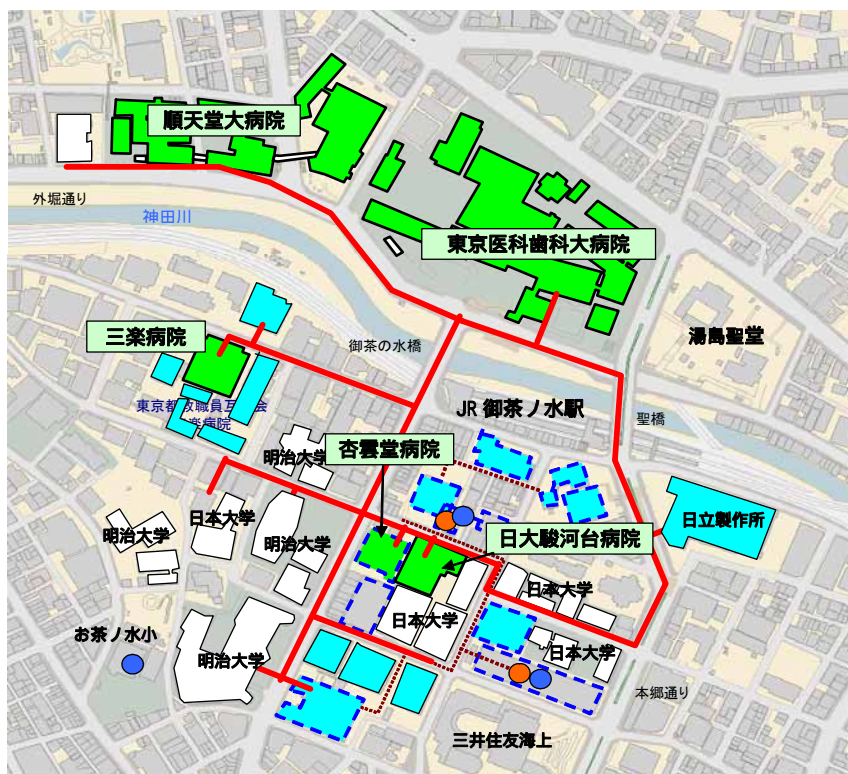 順天堂大病院
外堀通り
神田川
東京医科歯科大病院
三楽病院
御茶の水橋
湯島聖堂
JR 御茶ノ水駅
聖橋
杏雲堂病院
明治大学
日本大学
明治大学
明治大学
日立製作所
日大駿河台病院
日本大学
日本大学
日本大学
お茶ノ水小
明治大学
本郷通り
三井住友海上